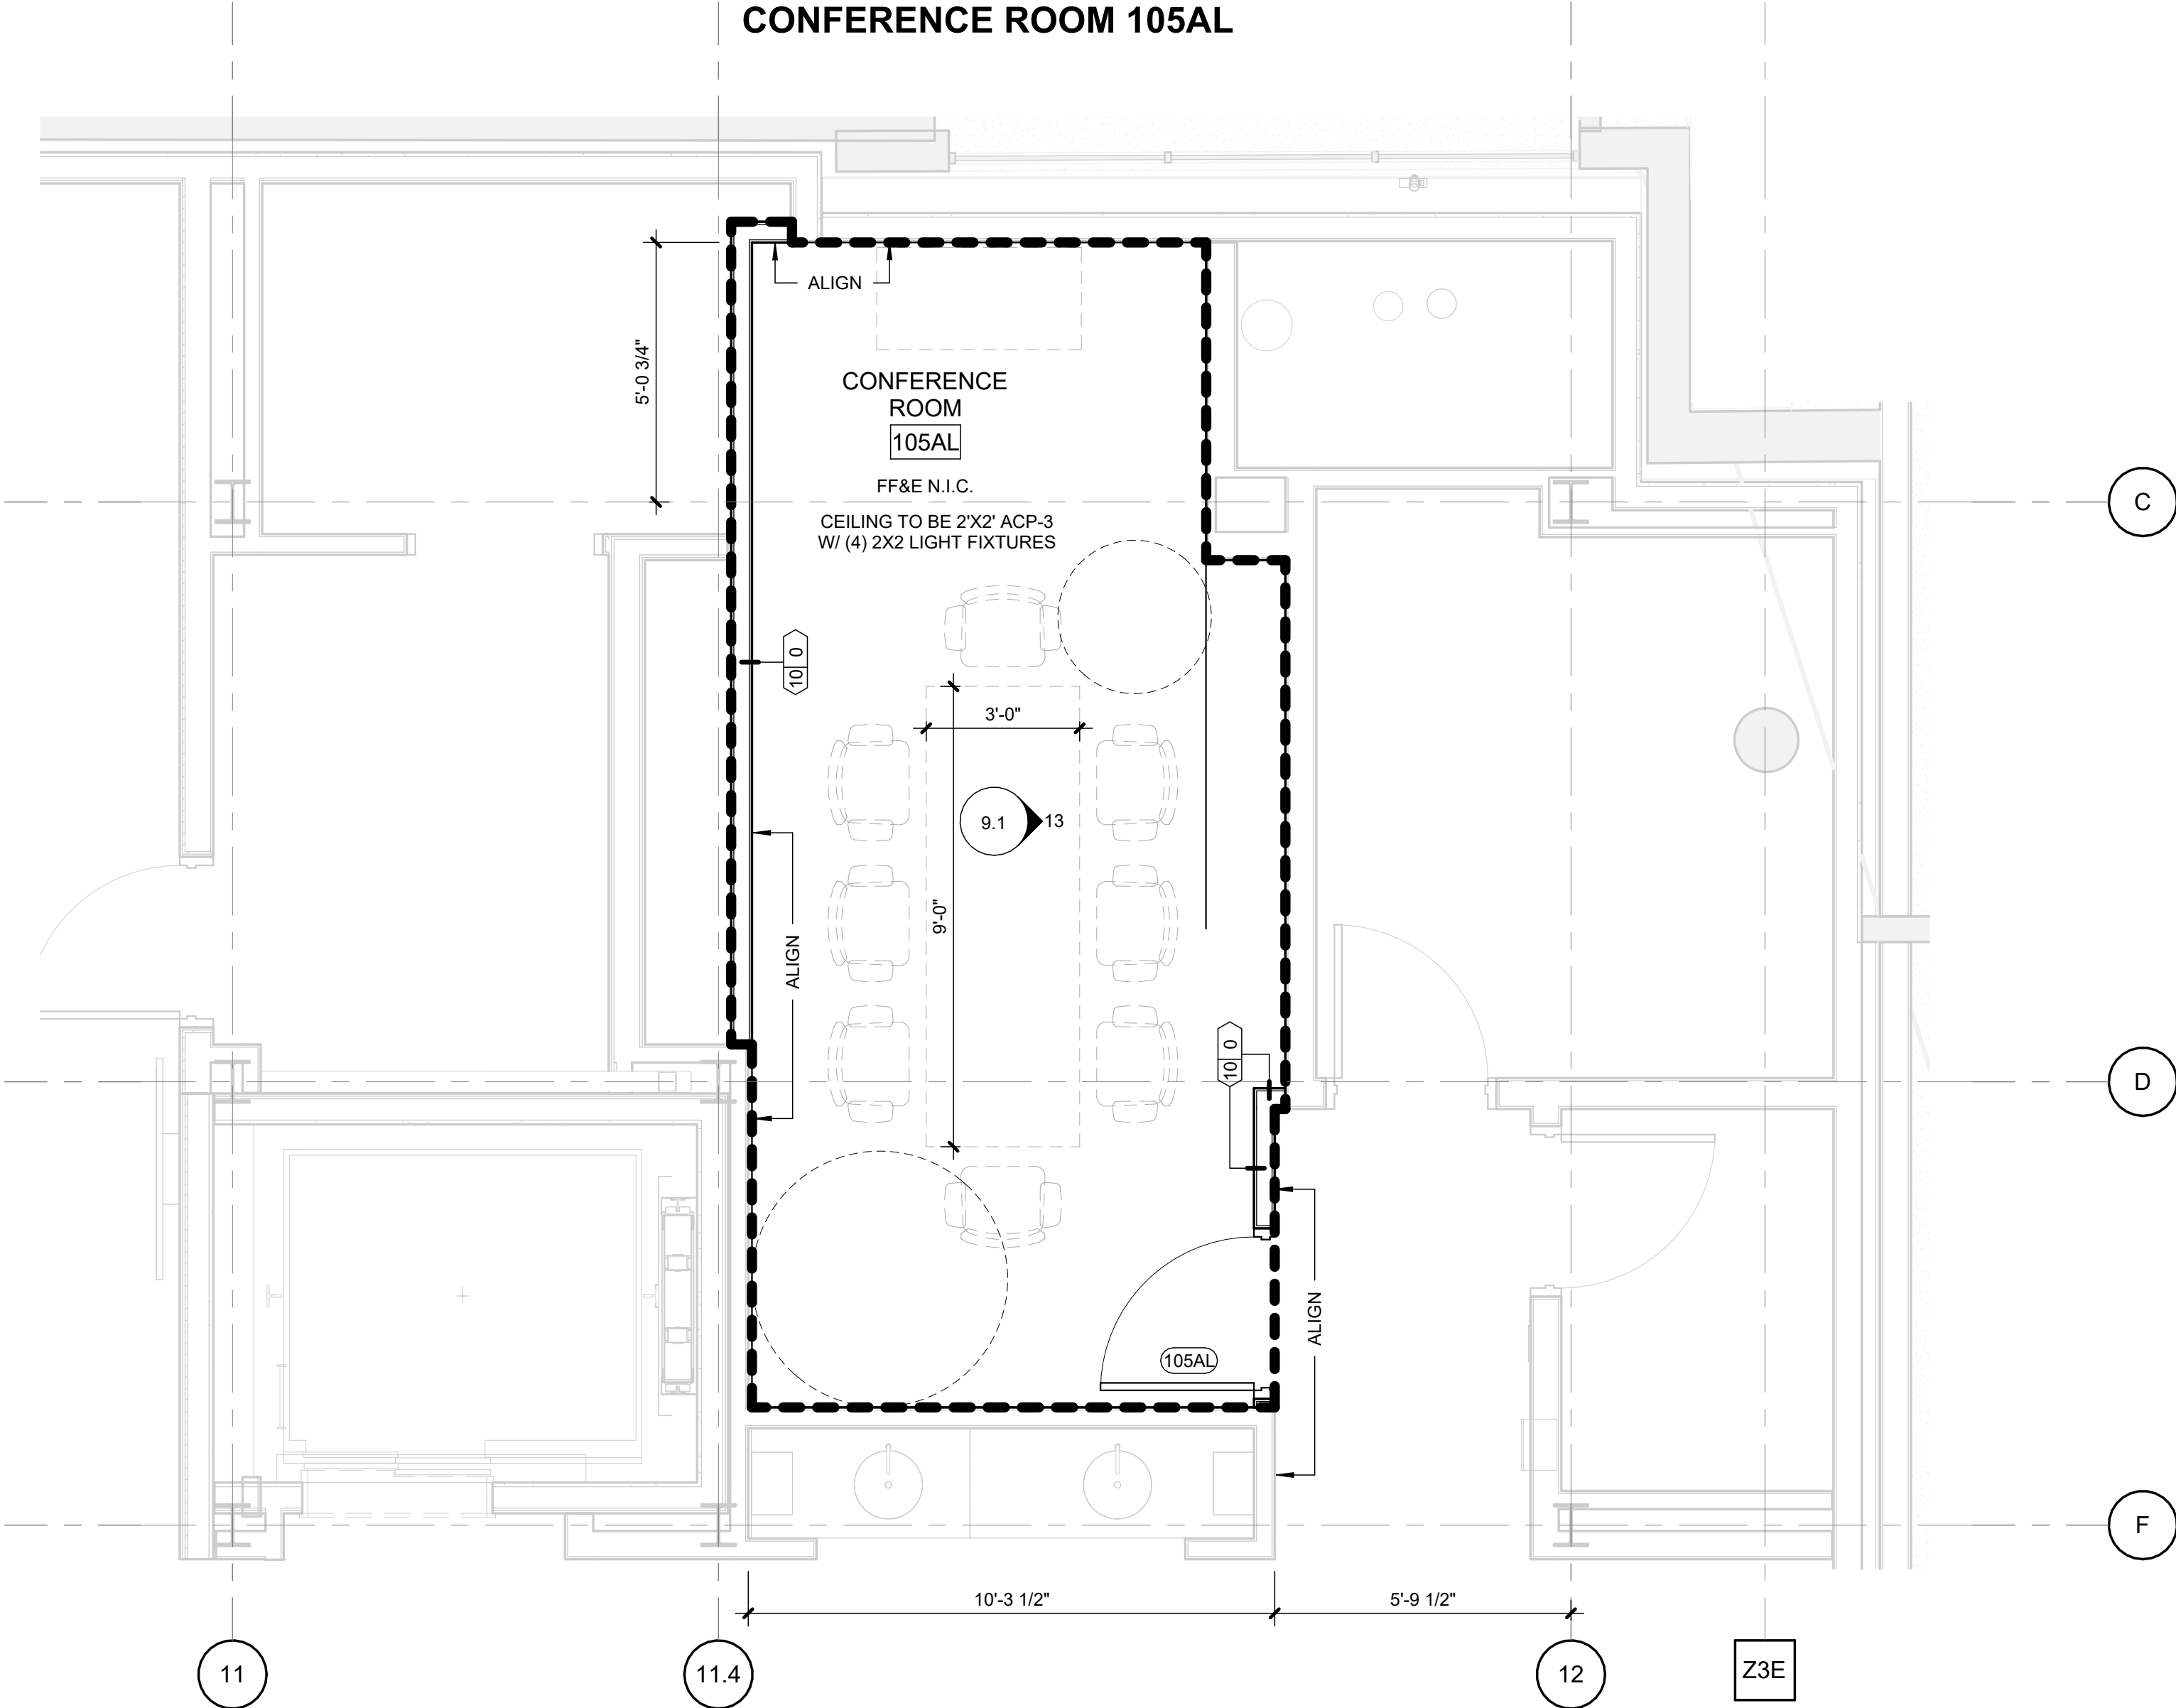 CONFERENCE ROOM 105AL
ALIGN
5'-0 3/4"
CONFERENCE
ROOM
105AL
FF&E N.I.C.
CEILING TO BE 2'X2' ACP-3
W/ (4) 2X2 LIGHT FIXTURES
C
10 0
3'-0"
9.1
13
9'-0"
ALIGN
10 0
D
ALIGN
105AL
F
10'-3 1/2"
5'-9 1/2"
11
11.4
12
Z3E